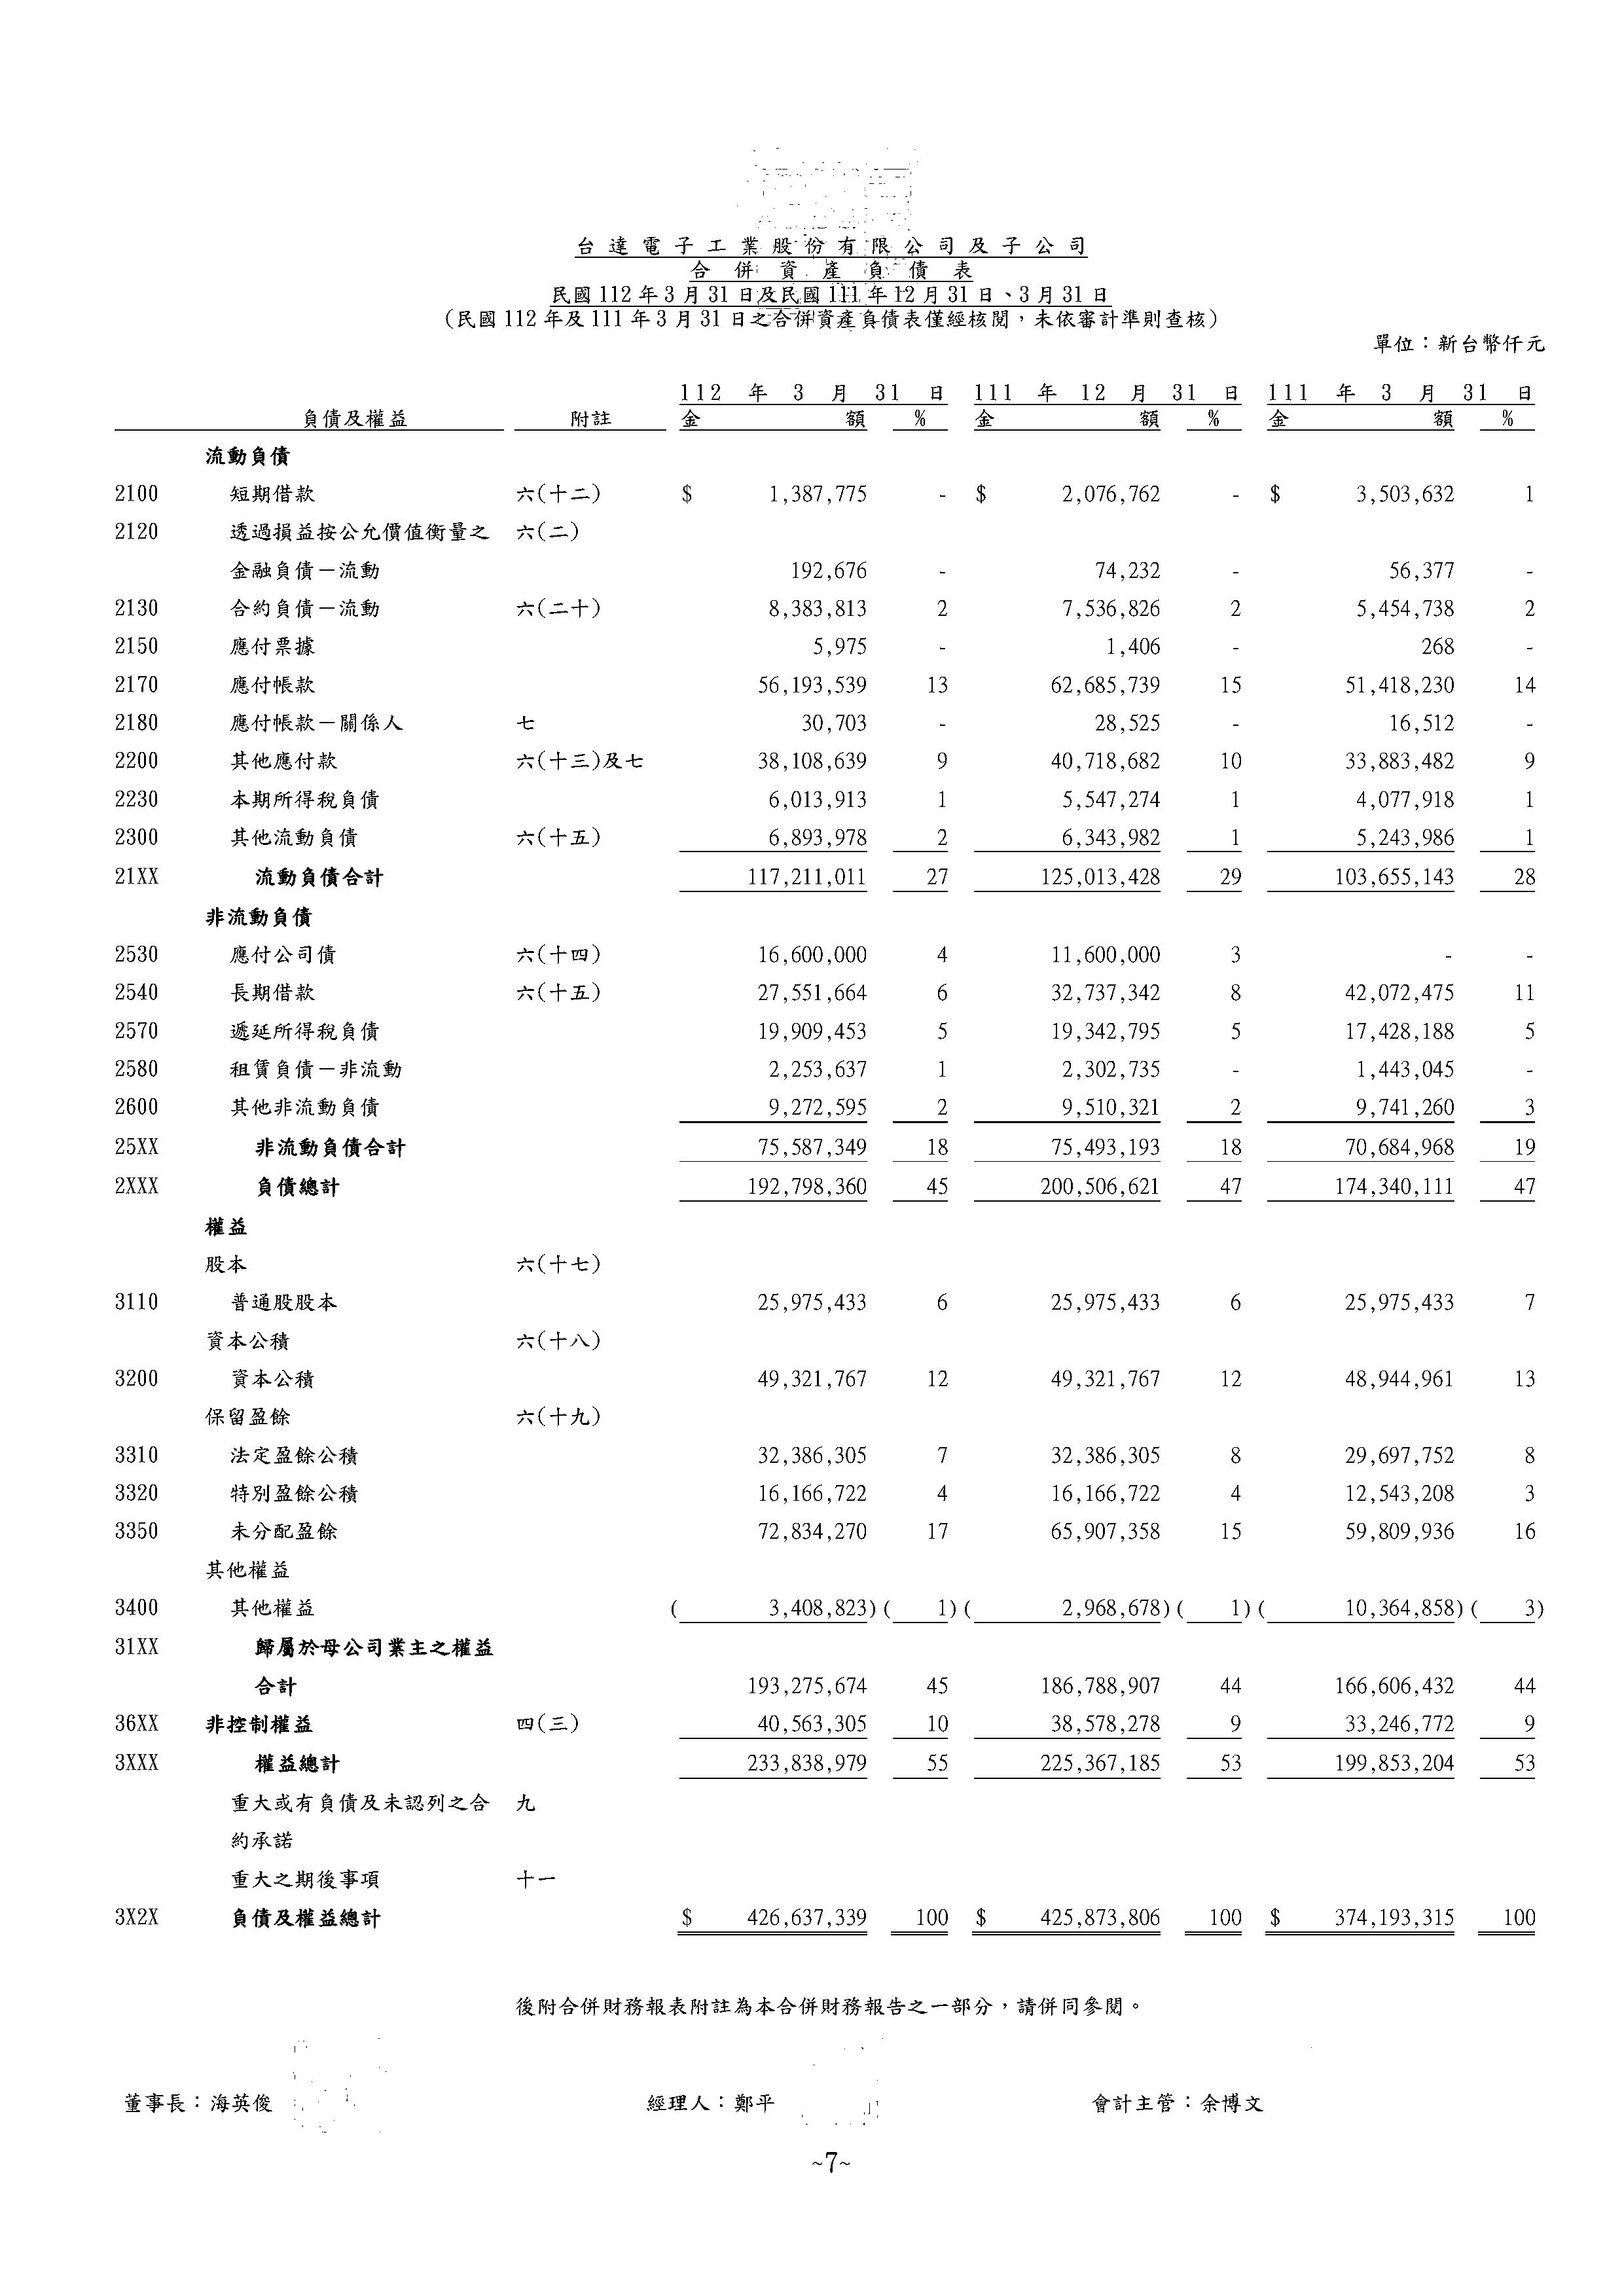 台達電子工業股份有限公司及子公司
合併資產負債表
民國112年3月31日及民國111年12月31日、3月31日
(民國112年及111年3月31日之合併資產負債表僅經核閱,未依審計準則查核)
單位:新台幣仟元
112 年 3 月 31 日 111 年 12 月 31 日 111 年 3 月 31 日
負債及權益 附註 金 額 % 金 額 % 金 額 %
流動負債
2100 短期借款 六(十二) $ 1,387,775 - $ 2,076,762 - $ 3,503,632 1
2120 透過損益按公允價值衡量之 六(二)
金融負債-流動 192,676 - 74,232 - 56,377 -
2130 合約負債-流動 六(二十) 8,383,813 2 7,536,826 2 5,454,738 2
2150 應付票據 5,975 - 1,406 - 268 -
2170 應付帳款 56,193,539 13 62,685,739 15 51,418,230 14
2180 應付帳款-關係人 七 30,703 - 28,525 - 16,512 -
2200 其他應付款 六(十三)及七 38,108,639 9 40,718,682 10 33,883,482 9
2230 本期所得稅負債 6,013,913 1 5,547,274 1 4,077,918 1
2300 其他流動負債 六(十五) 6,893,978 2 6,343,982 1 5,243,986 1
21XX 流動負債合計 117,211,011 27 125,013,428 29 103,655,143 28
非流動負債
2530 應付公司債 六(十四) 16,600,000 4 11,600,000 3 - -
2540 長期借款 六(十五) 27,551,664 6 32,737,342 8 42,072,475 11
2570 遞延所得稅負債 19,909,453 5 19,342,795 5 17,428,188 5
2580 租賃負債-非流動 2,253,637 1 2,302,735 - 1,443,045 -
2600 其他非流動負債 9,272,595 2 9,510,321 2 9,741,260 3
25XX 非流動負債合計 75,587,349 18 75,493,193 18 70,684,968 19
2XXX 負債總計 192,798,360 45 200,506,621 47 174,340,111 47
權益
股本 六(十七)
3110 普通股股本 25,975,433 6 25,975,433 6 25,975,433 7
資本公積 六(十八)
3200 資本公積 49,321,767 12 49,321,767 12 48,944,961 13
保留盈餘 六(十九)
3310 法定盈餘公積 32,386,305 7 32,386,305 8 29,697,752 8
3320 特別盈餘公積 16,166,722 4 16,166,722 4 12,543,208 3
3350 未分配盈餘 72,834,270 17 65,907,358 15 59,809,936 16
其他權益
3400 其他權益 ( 3,408,823) ( 1) ( 2,968,678) ( 1) ( 10,364,858) ( 3)
31XX 歸屬於母公司業主之權益
合計 193,275,674 45 186,788,907 44 166,606,432 44
36XX 非控制權益 四(三) 40,563,305 10 38,578,278 9 33,246,772 9
3XXX 權益總計 233,838,979 55 225,367,185 53 199,853,204 53
重大或有負債及未認列之合 九
約承諾
重大之期後事項 十一
3X2X 負債及權益總計 $ 426,637,339 100 $ 425,873,806 100 $ 374,193,315 100
後附合併財務報表附註為本合併財務報告之一部分,請併同參閱。
董事長:海英俊 經理人:鄭平 會計主管:余博文
~7~